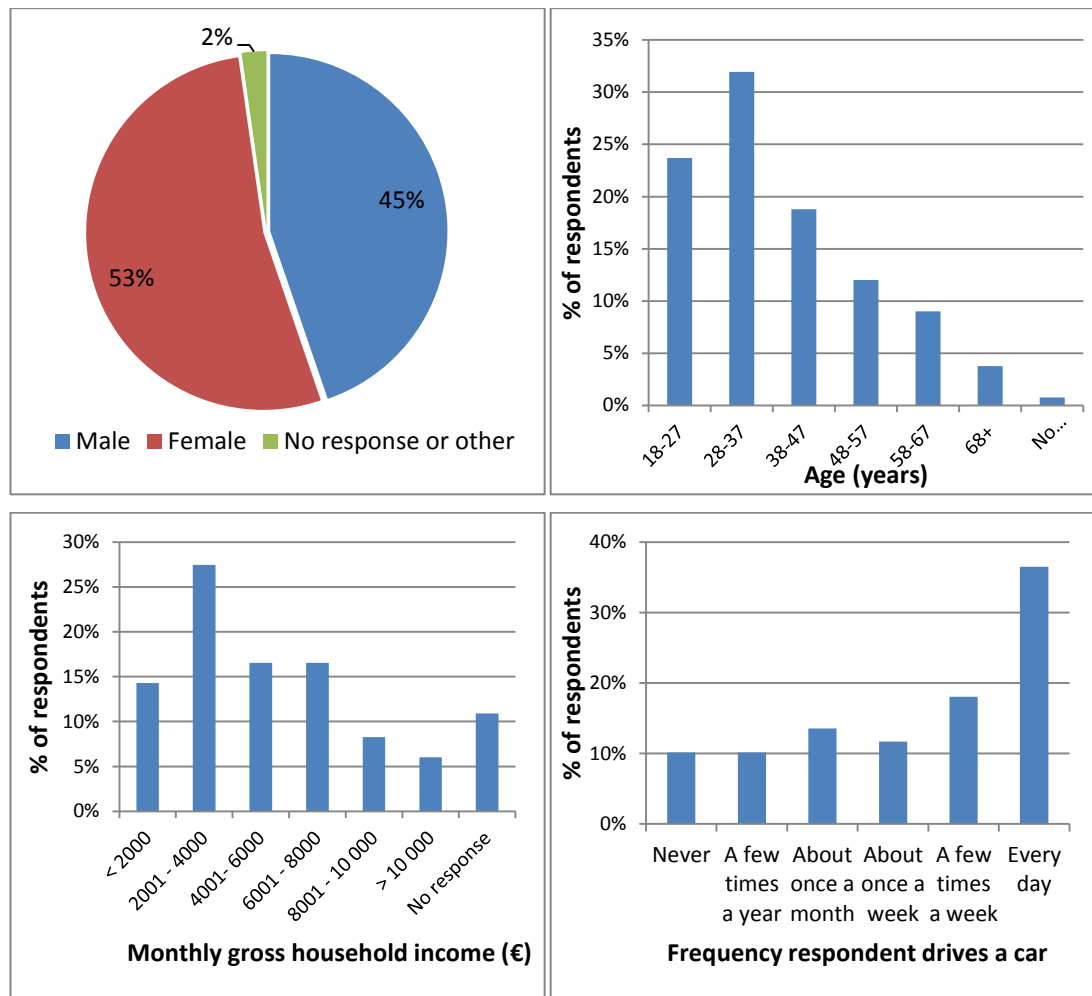 2%
45%
53%
Male Female No response or other
35%
30%
25%
20%
15%
10%
5%
0%
% of respondents
18-27
28-37
38-47
48-57
58-67
68+
No...
Age (years)
30%
25%
20%
15%
10%
5%
0%
% of respondents
< 2000
2001 - 4000
4001- 6000
6001 - 8000
8001 - 10 000
> 10 000
No response
Monthly gross household income (€)
40%
30%
20%
10%
0%
% of respondents
Never A few About About A few Every
times once a once a times day
a year month week a week
Frequency respondent drives a car